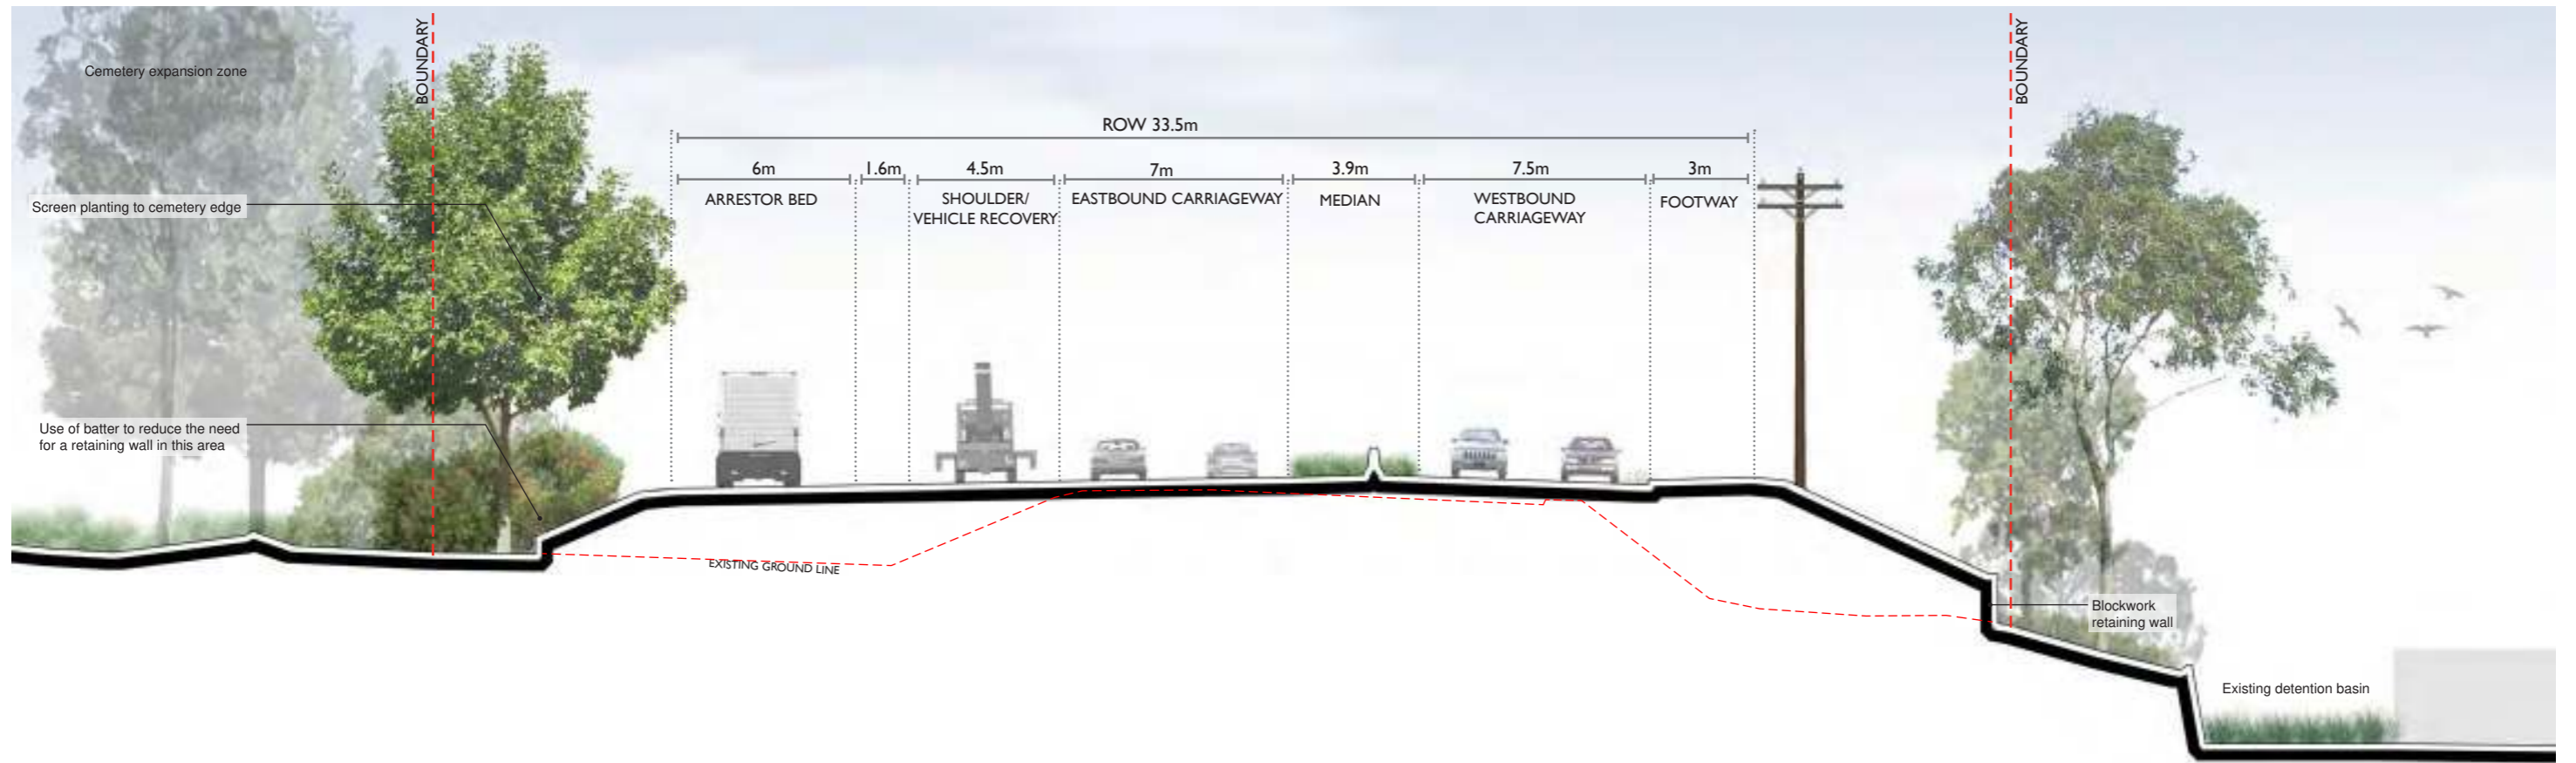 Cemetery expansion zone
BOUNDARY
BOUNDARY
ROW 33.5m
6m
1.6m
4.5m
7m
3.9m
7.5m
3m
ARRESTOR BED
SHOULDER/
VEHICLE RECOVERY
EASTBOUND CARRIAGEWAY
MEDIAN
WESTBOUND
CARRIAGEWAY
FOOTWAY
Screen planting to cemetery edge
Use of batter to reduce the need
for a retaining wall in this area
EXISTING GROUND LINE
Blockwork
retaining wall
Existing detention basin